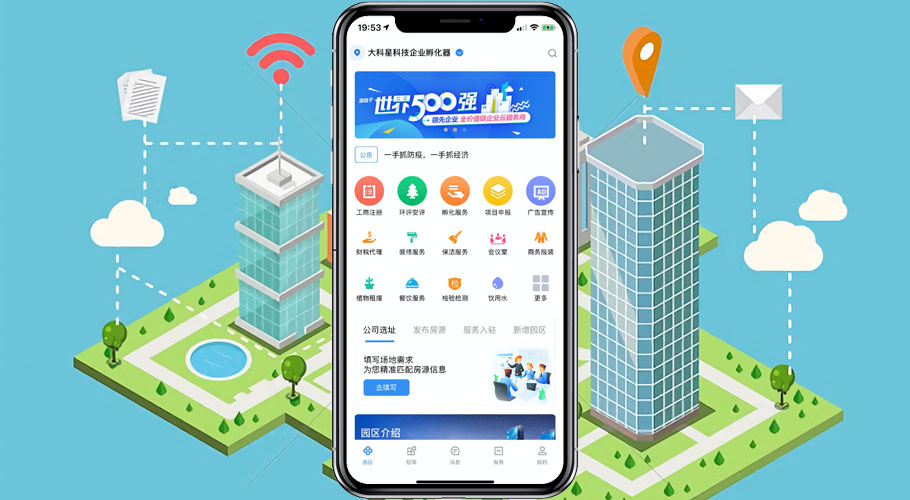 19:53
大科星科技企业孵化器
源自于
世界500强
领先企业 全价值链企业云服务商
公告 一手抓防疫，一手抓经济
AD
工商注册 环评安评 孵化服务 项目申报 广告宣传
检
财税代理 装修服务 保洁服务 会议室 商务服装
植物租摆 餐饮服务 检验检测 饮用水 更多
公司选址 发布房源 服务入驻 新增园区
填写场地需求
为您精准匹配房源信息
去填写
园区介绍
消息 服务 我的